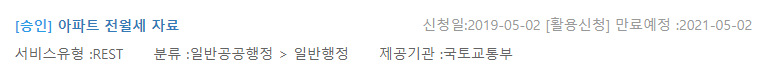 [승인] 아파트 전월세 자료 신청일:2019-05-02 [활용신청] 만료예정 :2021-05-02
서비스유형 :REST 분류 :일반공공행정 > 일반행정 제공기관 :국토교통부